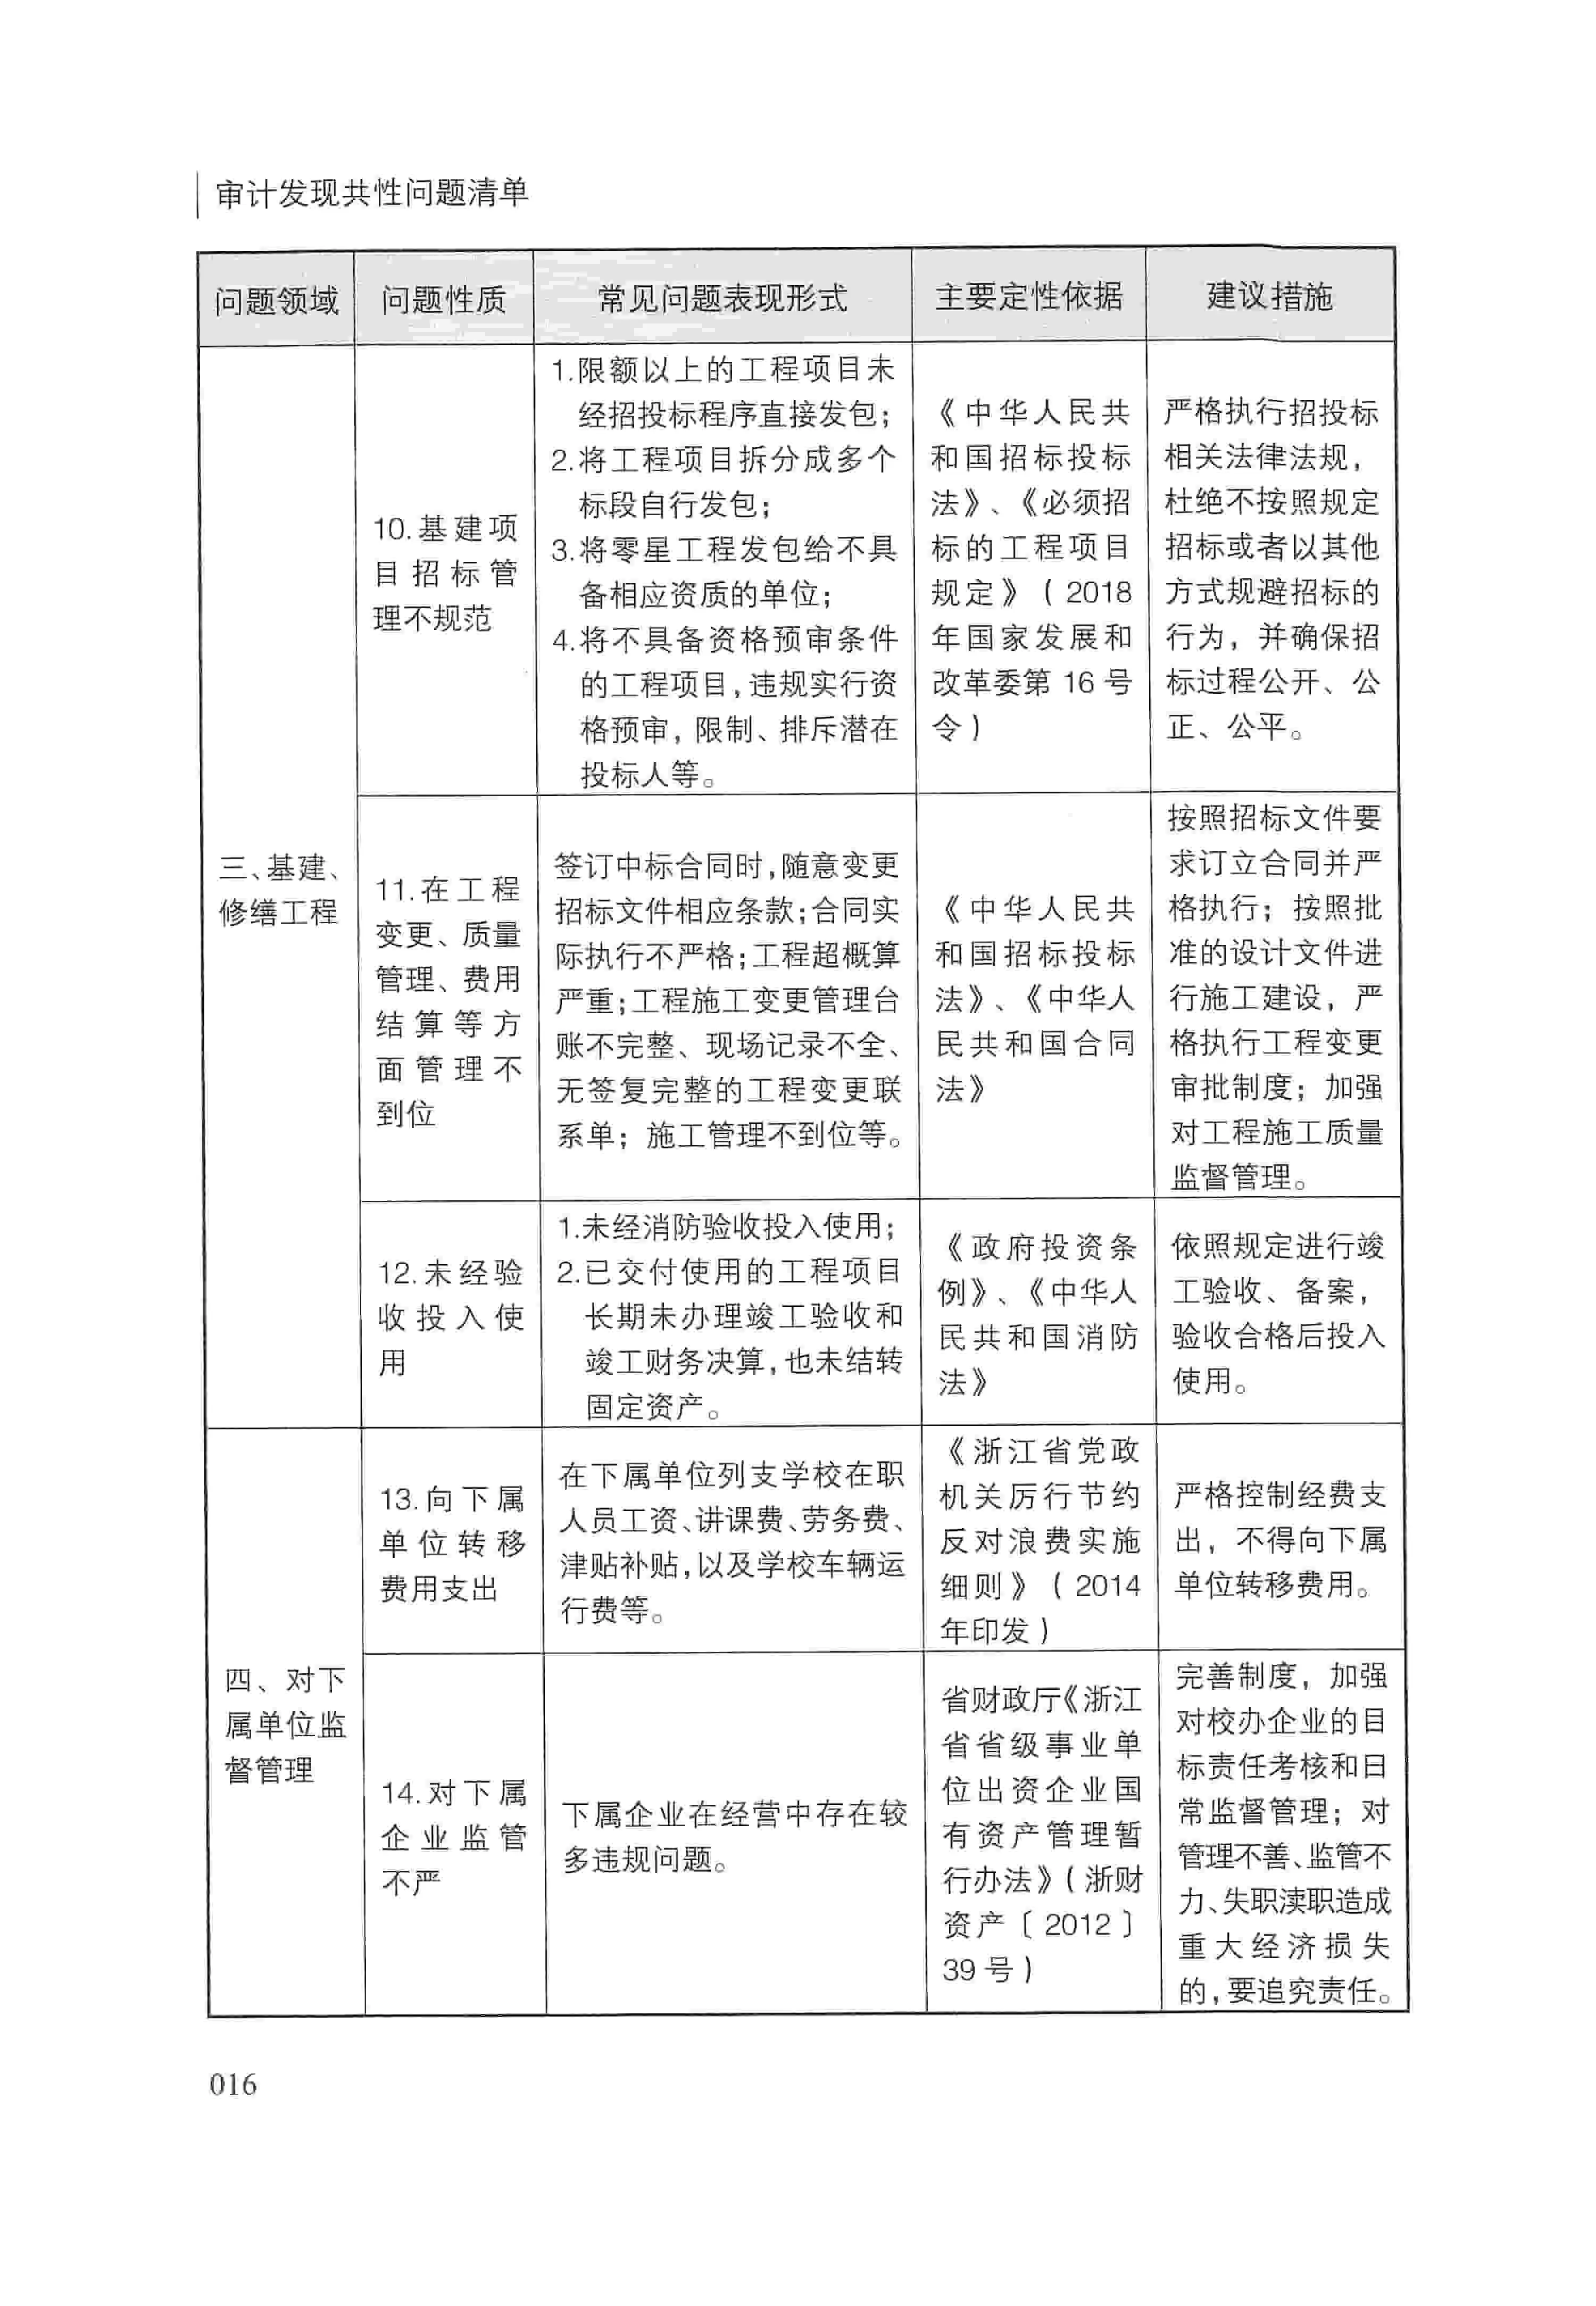 审计发现共性问题清单
问题领域
问题性质
常见问题表现形式
主要定性依据
建议措施
三、基建、
修缮工程
10.基建项
目招标管
理不规范
1.限额以上的工程项目未
经招投标程序直接发包；
2.将工程项目拆分成多个
标段自行发包；
3.将零星工程发包给不具
备相应资质的单位；
4.将不具备资格预审条件
的工程项目，违规实行资
格预审，限制、排斥潜在
投标人等。
《中华人民共
和国招标投标
法》、《必须招
标的工程项目
规定》（2018
年国家发展和
改革委第 16 号
令）
严格执行招投标
相关法律法规，
杜绝不按照规定
招标或者以其他
方式规避招标的
行为，并确保招
标过程公开、公
正、公平。
11.在工程
变更、质量
管理、费用
结算等方
面管理不
到位
签订中标合同时，随意变更
招标文件相应条款；合同实
际执行不严格；工程超概算
严重；工程施工变更管理台
账不完整、现场记录不全、
无签复完整的工程变更联
系单；施工管理不到位等。
《中华人民共
和国招标投标
法》、《中华人
民共和国合同
法》
按照招标文件要
求订立合同并严
格执行；按照批
准的设计文件进
行施工建设，严
格执行工程变更
审批制度；加强
对工程施工质量
监督管理。
12.未经验
收投入使
用
1.未经消防验收投入使用；
2.已交付使用的工程项目
长期未办理竣工验收和
竣工财务决算，也未结转
固定资产。
《政府投资条
例》、《中华人
民共和国消防
法》
依照规定进行竣
工验收、备案，
验收合格后投入
使用。
四、对下
属单位监
督管理
13.向下属
单位转移
费用支出
在下属单位列支学校在职
人员工资、讲课费、劳务费、
津贴补贴，以及学校车辆运
行费等。
《浙江省党政
机关厉行节约
反对浪费实施
细则》（2014
年印发）
严格控制经费支
出，不得向下属
单位转移费用。
14.对下属
企业监管
不严
下属企业在经营中存在较
多违规问题。
省财政厅《浙江
省省级事业单
位出资企业国
有资产管理暂
行办法》（浙财
资产〔2012〕
39 号）
完善制度，加强
对校办企业的目
标责任考核和日
常监督管理；对
管理不善、监管不
力、失职渎职造成
重大经济损失
的，要追究责任。
016